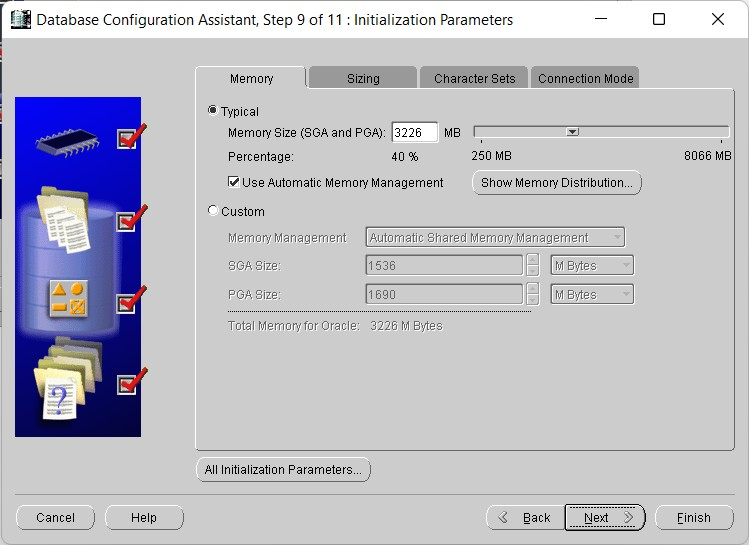 Database Configuration Assistant, Step 9 of 11 : Initialization Parameters
Memory Sizing Character Sets Connection Mode
Typical
Memory Size (SGA and PGA): 3226 MB
Percentage: 40 % 250 MB 8066 MB
Use Automatic Memory Management Show Memory Distribution...
Custom
Memory Management Automatic Shared Memory Management
SGA Size: 1536 M Bytes
PGA Size: 1690 M Bytes
Total Memory for Oracle: 3226 M Bytes
?
All Initialization Parameters...
Cancel Help Back Next Finish